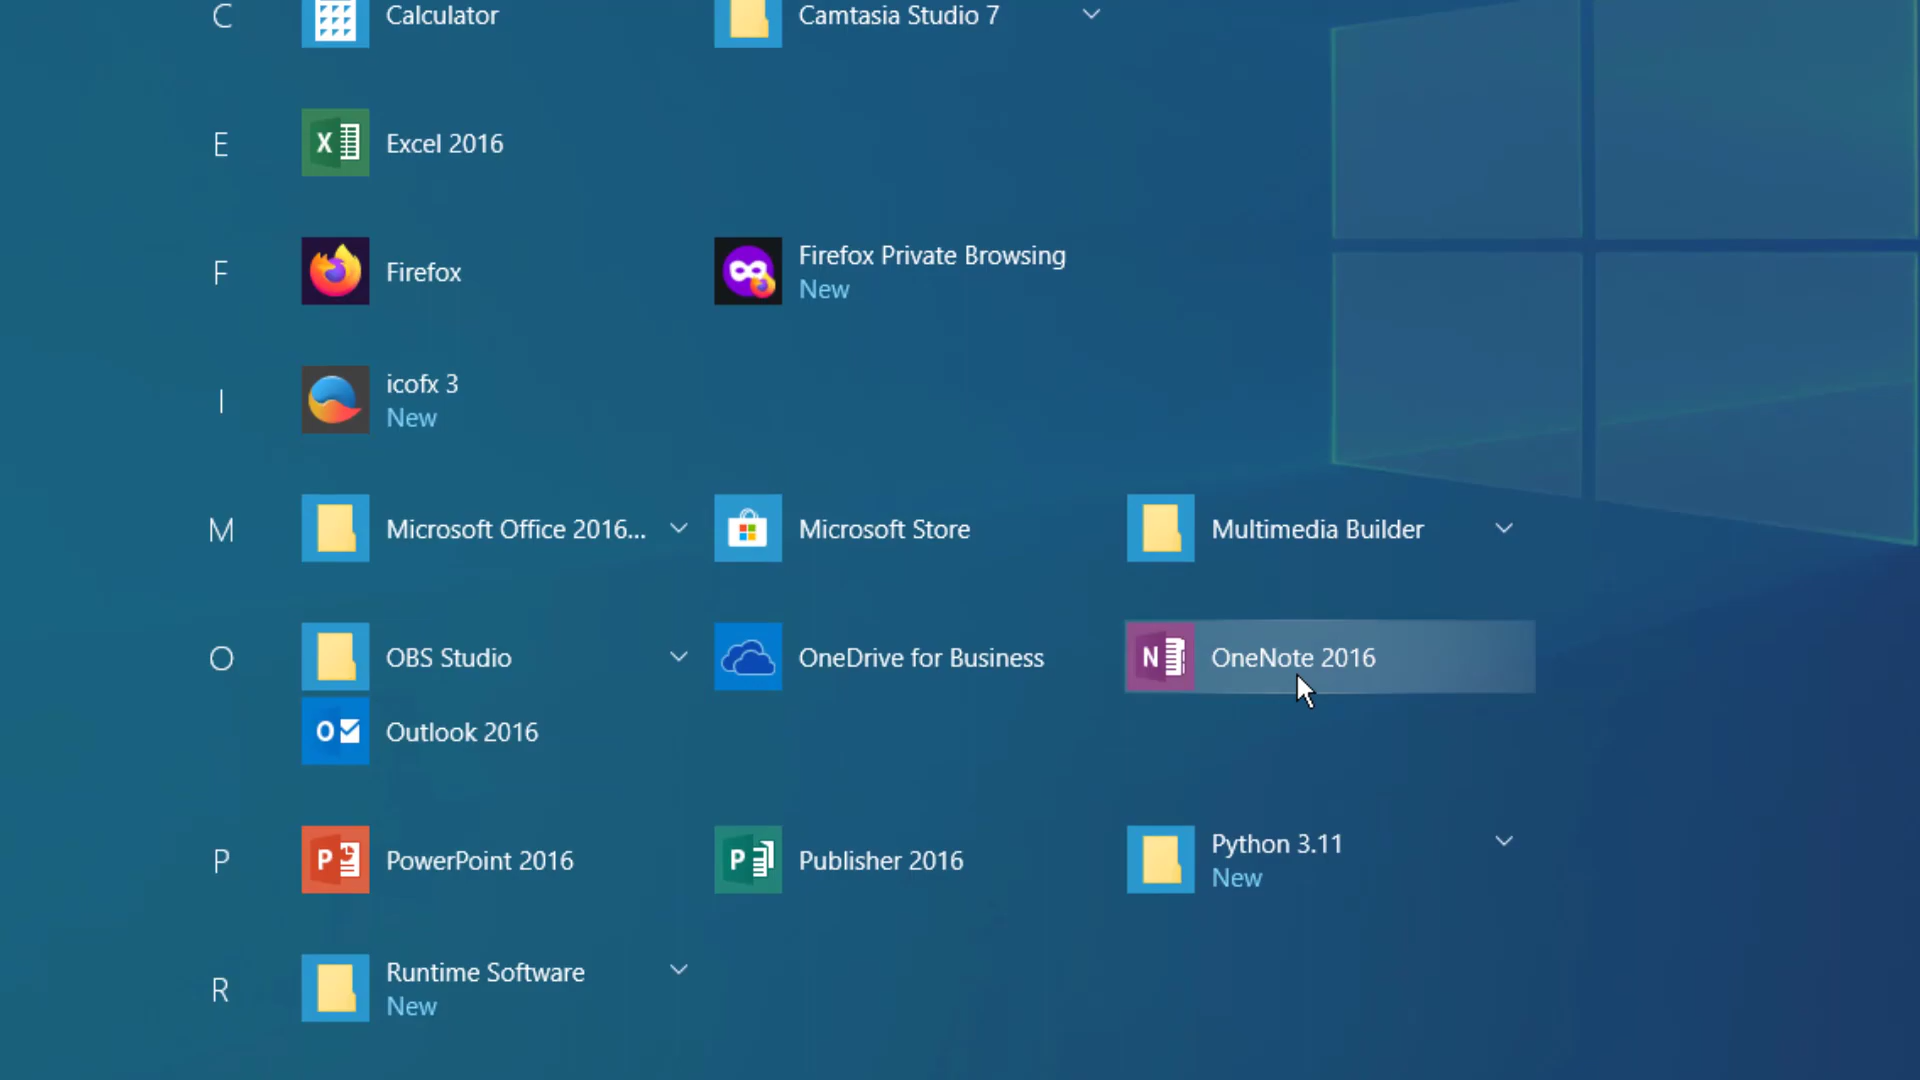 C
Calculator
Camtasia Studio 7
E
Excel 2016
F
Firefox
Firefox Private Browsing
New
I
icofx 3
New
M
Microsoft Office 2016...
Microsoft Store
Multimedia Builder
O
OBS Studio
OneDrive for Business
OneNote 2016
Outlook 2016
P
PowerPoint 2016
Publisher 2016
Python 3.11
New
R
Runtime Software
New